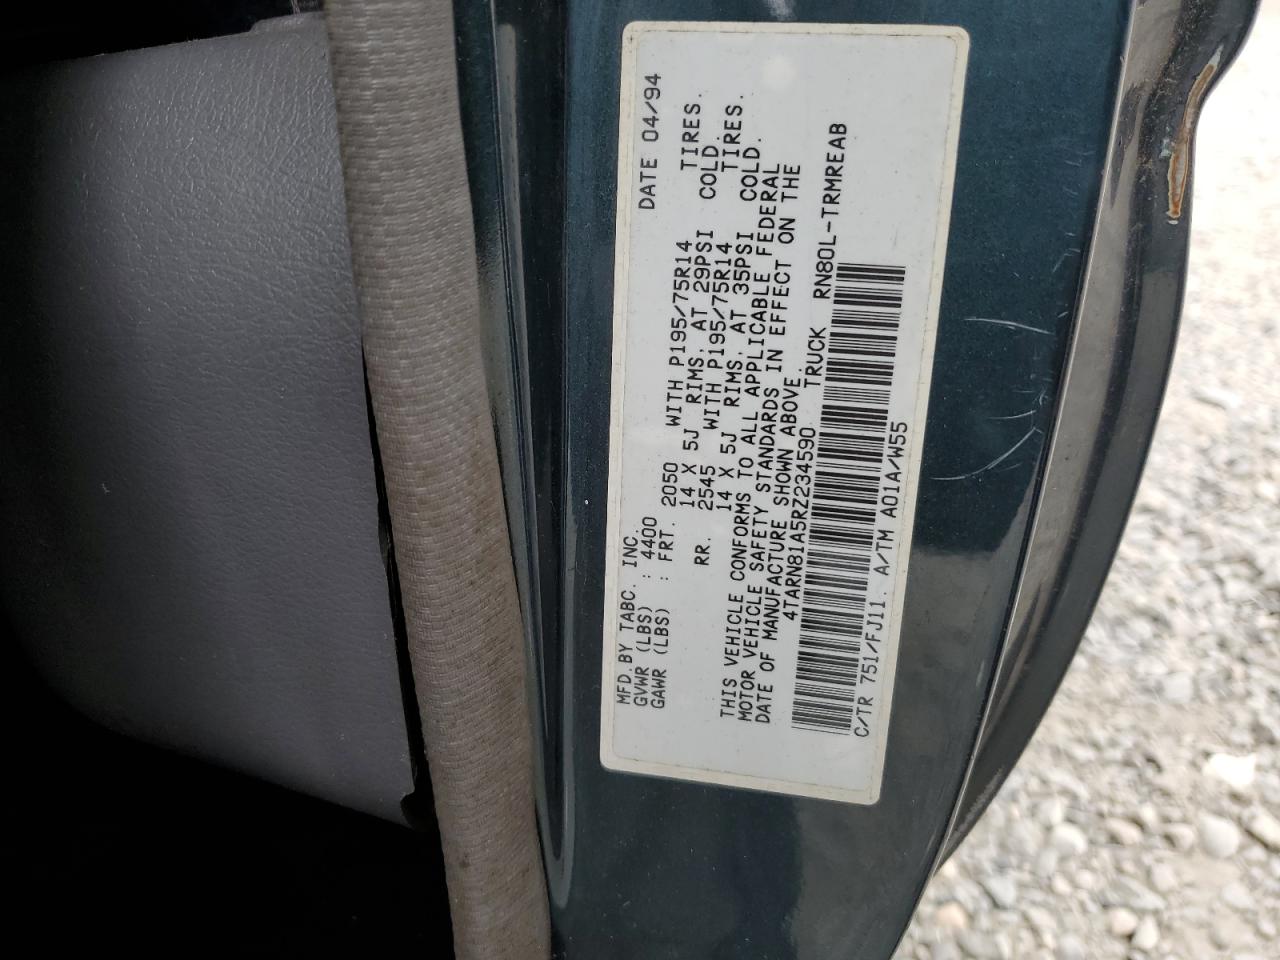 MFD.BY TABC. INC. DATE 04/94
GVWR (LBS) : 4400
GAWR (LBS) : FRT. 2050 WITH P195/75R14 TIRES.
14 X 5J RIMS, AT 29PSI COLD.
RR. 2545 WITH P195/75R14 TIRES.
14 X 5J RIMS, AT 35PSI COLD.
THIS VEHICLE CONFORMS TO ALL APPLICABLE FEDERAL
MOTOR VEHICLE SAFETY STANDARDS IN EFFECT ON THE
DATE OF MANUFACTURE SHOWN ABOVE.
4TARN81A5RZ234590 TRUCK RN80L-TRMREAB
C/TR 751/FJ11. A/TM A01A/W55